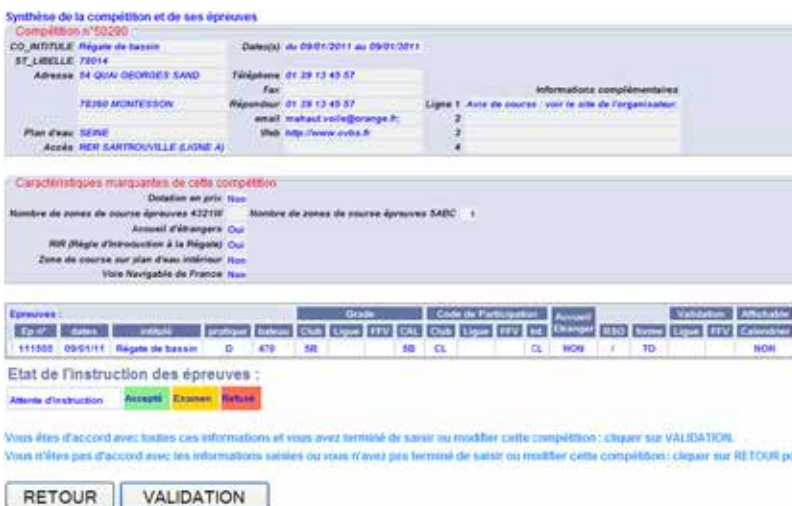 Synthèse de la compétition et de ses épreuves
Compétition n°50290
CO_INTITULE Régate de bassin Dates(s) du 09/01/2011 au 09/01/2011
ST_LIBELLE 78014
Adresse 54 QUAI GEORGES SAND Téléphone 01 39 13 45 57
Fax Informations complémentaires
78360 MONTESSON Répondeur 01 39 13 45 57 Ligne 1 Avis de course : voir le site de l'organisateur.
email mahaut.voile@orange.fr; 2
Plan d'eau SEINE Web http://www.cvbs.fr 3
Accès RER SARTROUVILLE (LIGNE A) 4
Caractéristiques marquantes de cette compétition
Dotation en prix Non
Nombre de zones de course épreuves 4321W Nombre de zones de course épreuves 5ABC 1
Accueil d'étrangers Oui
RIR (Règle d'Introduction à la Régate) Oui
Zone de course sur plan d'eau intérieur Non
Voie Navigable de France Non
Epreuves : Grade Code de Participation Accueil Etranger Validation Affichable
Ep n° dates intitulé pratique bateau Club Ligue FFV CAL Club Ligue FFV Int. RSO forme Ligue FFV Calendrier
111555 09/01/11 Régate de bassin D 470 5B 5B CL CL NON / TD NON
Etat de l'instruction des épreuves :
Attente d'instruction Accepté Examen Refusé
Vous êtes d'accord avec toutes ces informations et vous avez terminé de saisir ou modifier cette compétition : cliquer sur VALIDATION.
Vous n'êtes pas d'accord avec les informations saisies ou vous n'avez pas terminé de saisir ou modifier cette compétition : cliquer sur RETOUR po
RETOUR VALIDATION